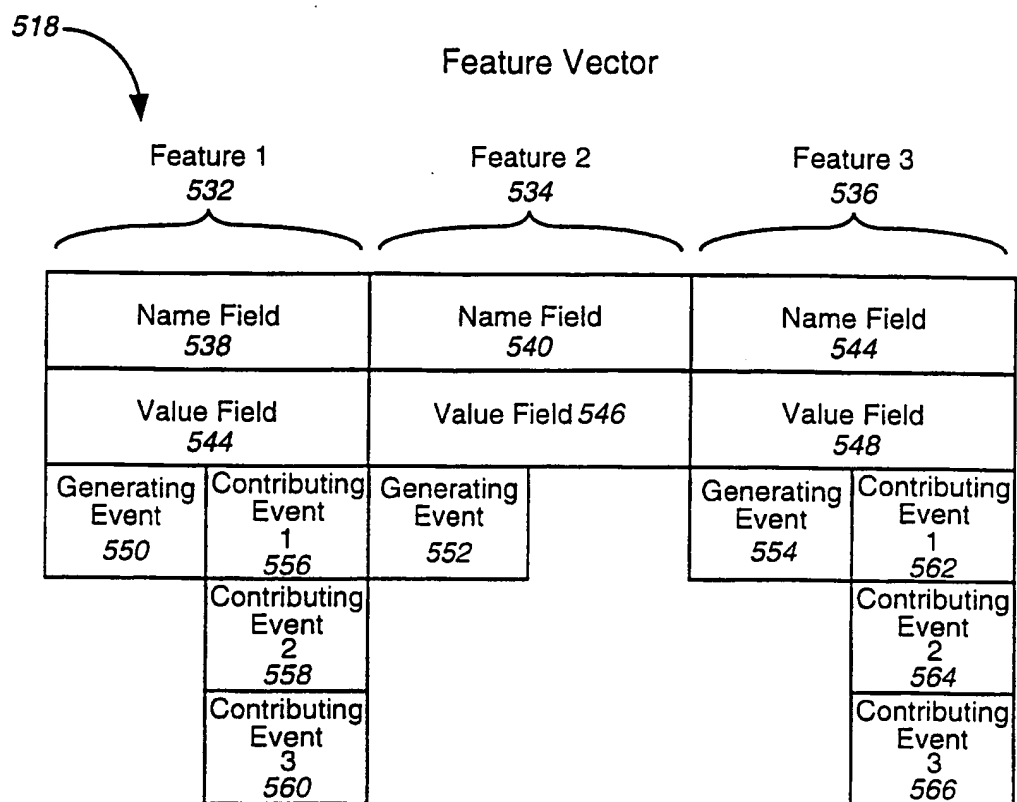 518
Feature Vector
Feature 1
532
Feature 2
534
Feature 3
536
Name Field
538
Name Field
540
Name Field
544
Value Field
544
Value Field 546
Value Field
548
Generating
Event
550
Contributing
Event
1
556
Generating
Event
552
Generating
Event
554
Contributing
Event
1
562
Contributing
Event
2
558
Contributing
Event
2
564
Contributing
Event
3
560
Contributing
Event
3
566